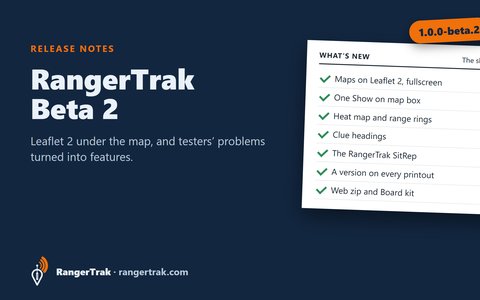 RELEASE NOTES
RangerTrak
Beta 2
Leaflet 2 under the map, and testers’ problems
turned into features.
RangerTrak · rangertrak.com
1.0.0-beta.2
WHAT'S NEW
Maps on Leaflet 2, fullscreen
One Show on map box
Heat map and range rings
Clue headings
The RangerTrak SitRep
A version on every printout
Web zip and Board kit